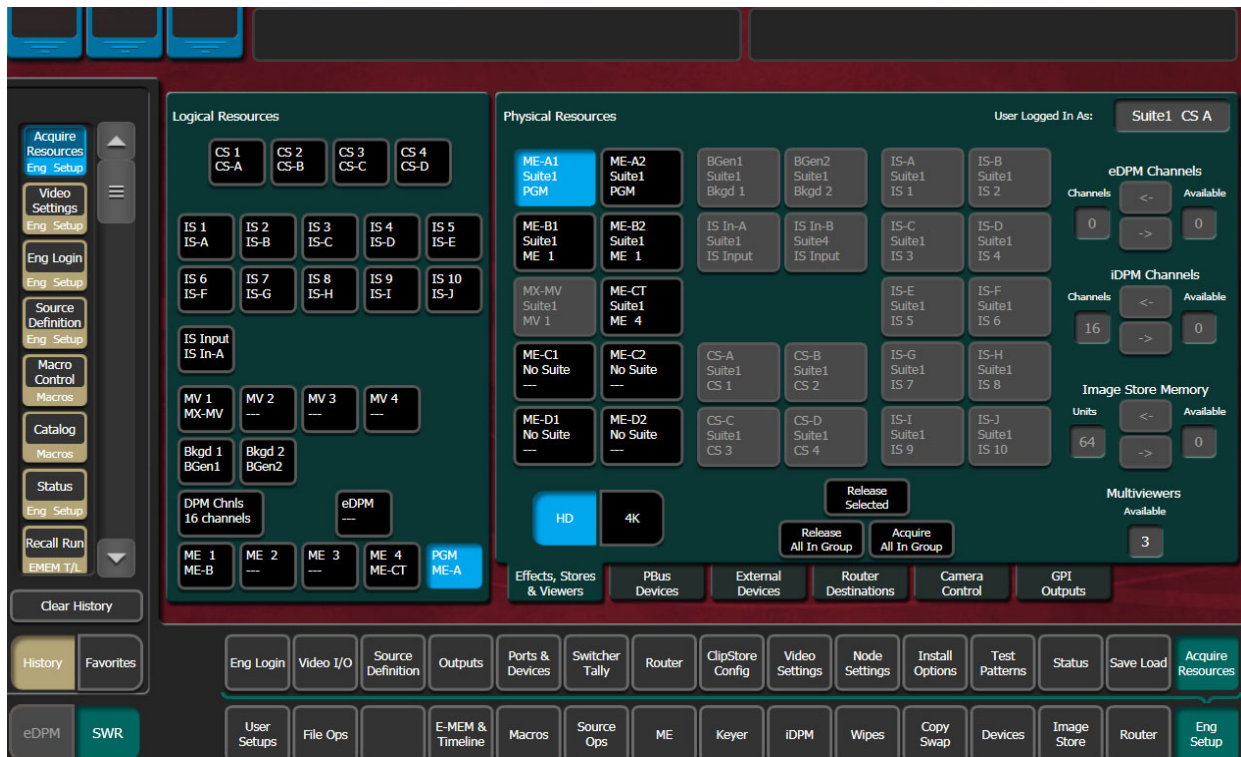 Logical Resources
CS 1
CS-A
CS 2
CS-B
CS 3
CS-C
CS 4
CS-D
IS 1
IS-A
IS 2
IS-B
IS 3
IS-C
IS 4
IS-D
IS 5
IS-E
IS 6
IS-F
IS 7
IS-G
IS 8
IS-H
IS 9
IS-I
IS 10
IS-J
IS Input
IS In-A
MV 1
MX-MV
MV 2
---
MV 3
---
MV 4
---
Bkgd 1
BGen1
Bkgd 2
BGen2
DPM Chnls
16 channels
eDPM
---
ME 1
ME-B
ME 2
---
ME 3
---
ME 4
ME-CT
PGM
ME-A
Physical Resources
User Logged In As:
Suite1 CS A
ME-A1
Suite1
PGM
ME-A2
Suite1
PGM
BGen1
Suite1
Bkgd 1
BGen2
Suite1
Bkgd 2
IS-A
Suite1
IS 1
IS-B
Suite1
IS 2
ME-B1
Suite1
ME 1
ME-B2
Suite1
ME 1
IS In-A
Suite1
IS Input
IS In-B
Suite4
IS Input
IS-C
Suite1
IS 3
IS-D
Suite1
IS 4
MX-MV
Suite1
MV 1
ME-CT
Suite1
ME 4
IS-E
Suite1
IS 5
IS-F
Suite1
IS 6
ME-C1
No Suite
---
ME-C2
No Suite
---
CS-A
Suite1
CS 1
CS-B
Suite1
CS 2
IS-G
Suite1
IS 7
IS-H
Suite1
IS 8
ME-D1
No Suite
---
ME-D2
No Suite
---
CS-C
Suite1
CS 3
CS-D
Suite1
CS 4
IS-I
Suite1
IS 9
IS-J
Suite1
IS 10
eDPM Channels
Channels
<-
Available
0
->
0
iDPM Channels
Channels
<-
Available
16
->
0
Image Store Memory
Units
<-
Available
64
->
0
Multiviewers
Available
3
HD
4K
Release
Selected
Release
All In Group
Acquire
All In Group
Effects, Stores
& Viewers
PBus
Devices
External
Devices
Router
Destinations
Camera
Control
GPI
Outputs
Acquire
Resources
Eng Setup
Video
Settings
Eng Setup
Eng Login
Eng Setup
Source
Definition
Eng Setup
Macro
Control
Macros
Catalog
Macros
Status
Eng Setup
Recall Run
EMEM T/L
Clear History
History
Favorites
Eng Login
Video I/O
Source
Definition
Outputs
Ports &
Devices
Switcher
Tally
Router
ClipStore
Config
Video
Settings
Node
Settings
Install
Options
Test
Patterns
Status
Save Load
Acquire
Resources
eDPM
SWR
User
Setups
File Ops
E-MEM &
Timeline
Macros
Source
Ops
ME
Keyer
iDPM
Wipes
Copy
Swap
Devices
Image
Store
Router
Eng
Setup